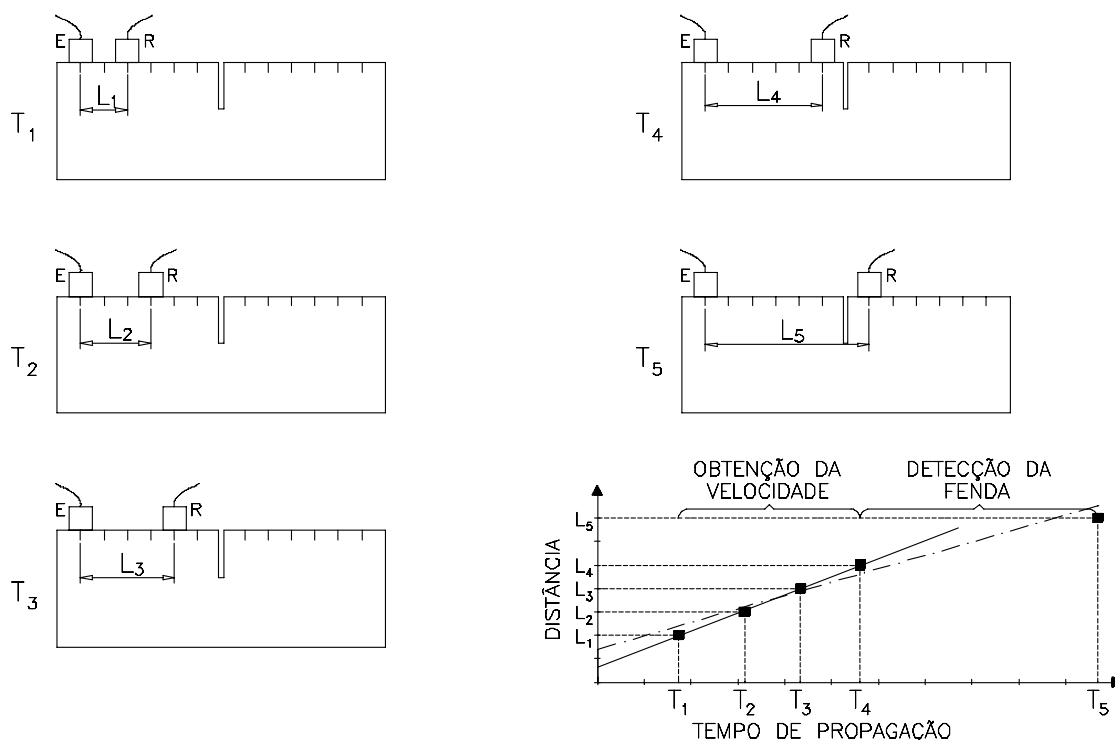 E R
L1
T1
E R
L4
T4
E R
L2
T2
E R
L5
T5
E R
L3
T3
OBTENÇÃO DA
VELOCIDADE
DETECÇÃO DA
FENDA
DISTÂNCIA
L5
L4
L3
L2
L1
T1 T2 T3 T4 T5
TEMPO DE PROPAGAÇÃO